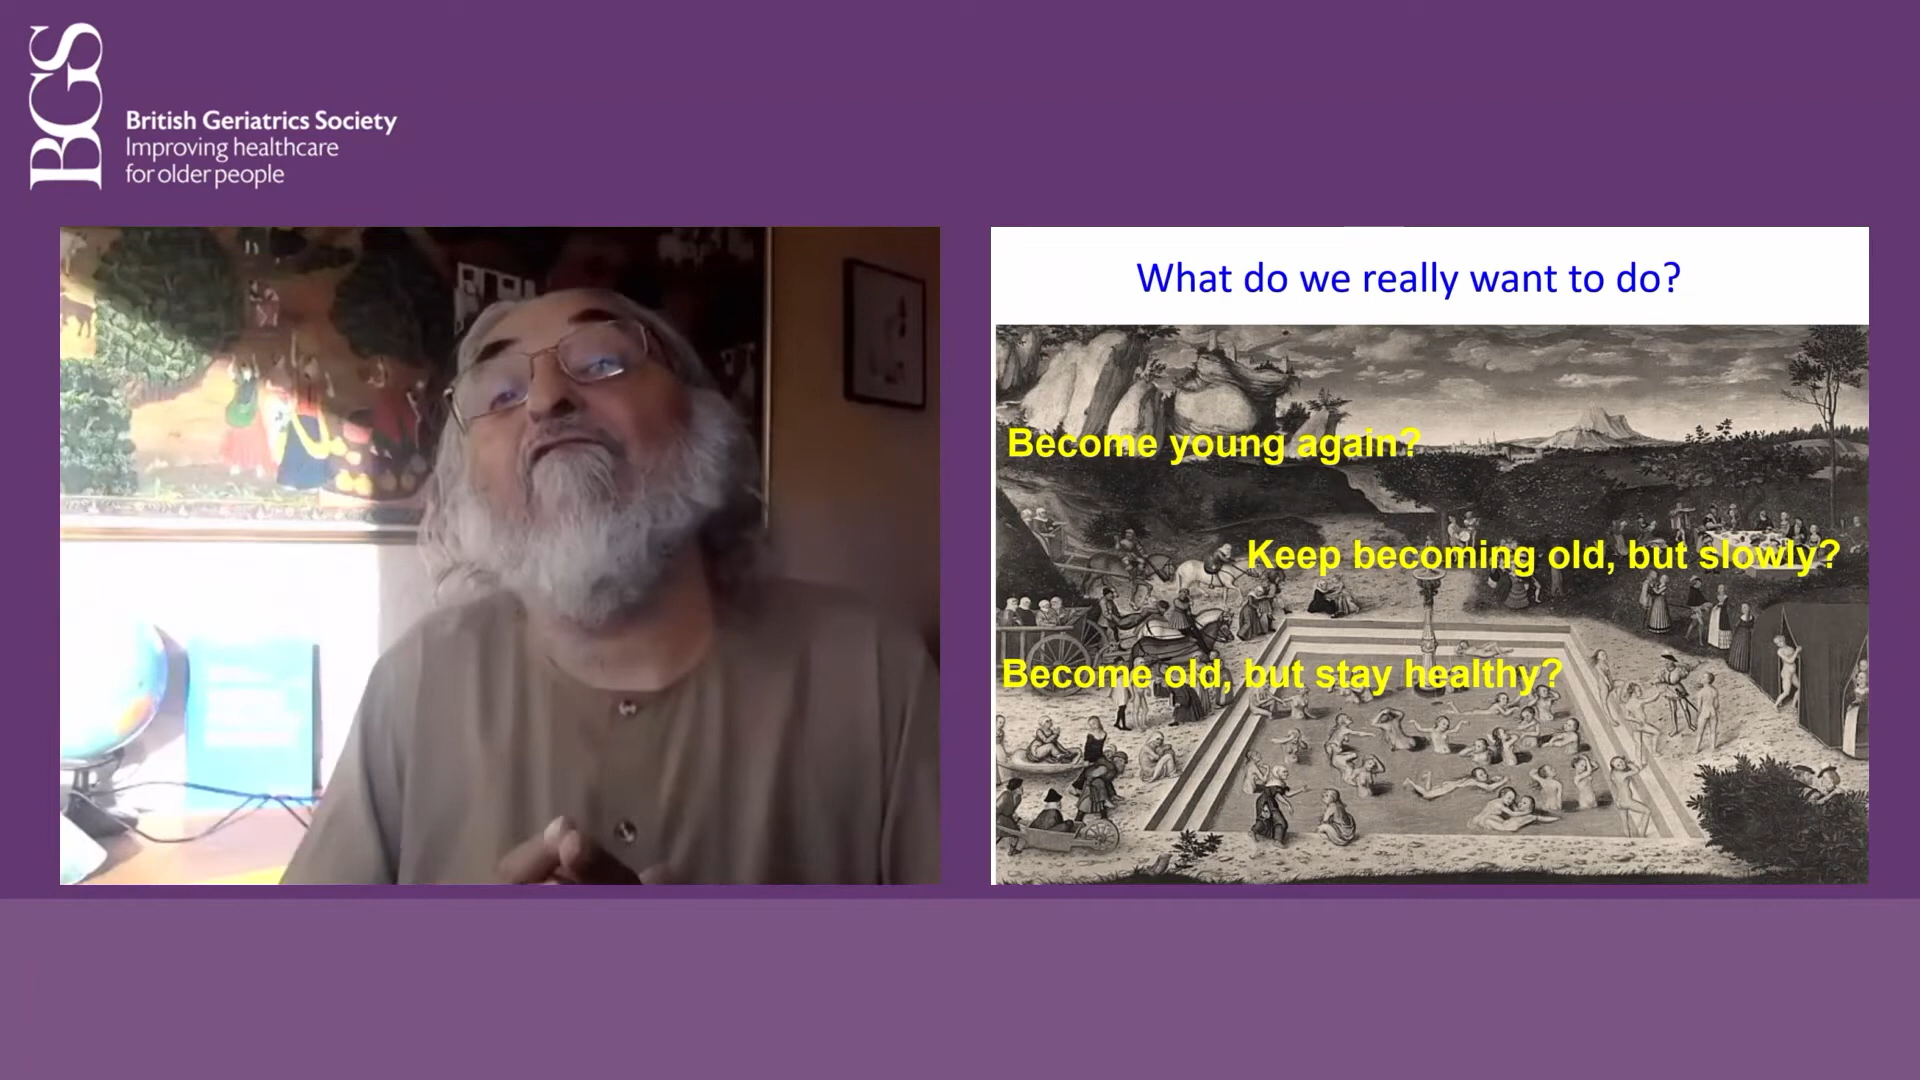 BGS
British Geriatrics Society
Improving healthcare
for older people
What do we really want to do?
Become young again?
Keep becoming old, but slowly?
Become old, but stay healthy?